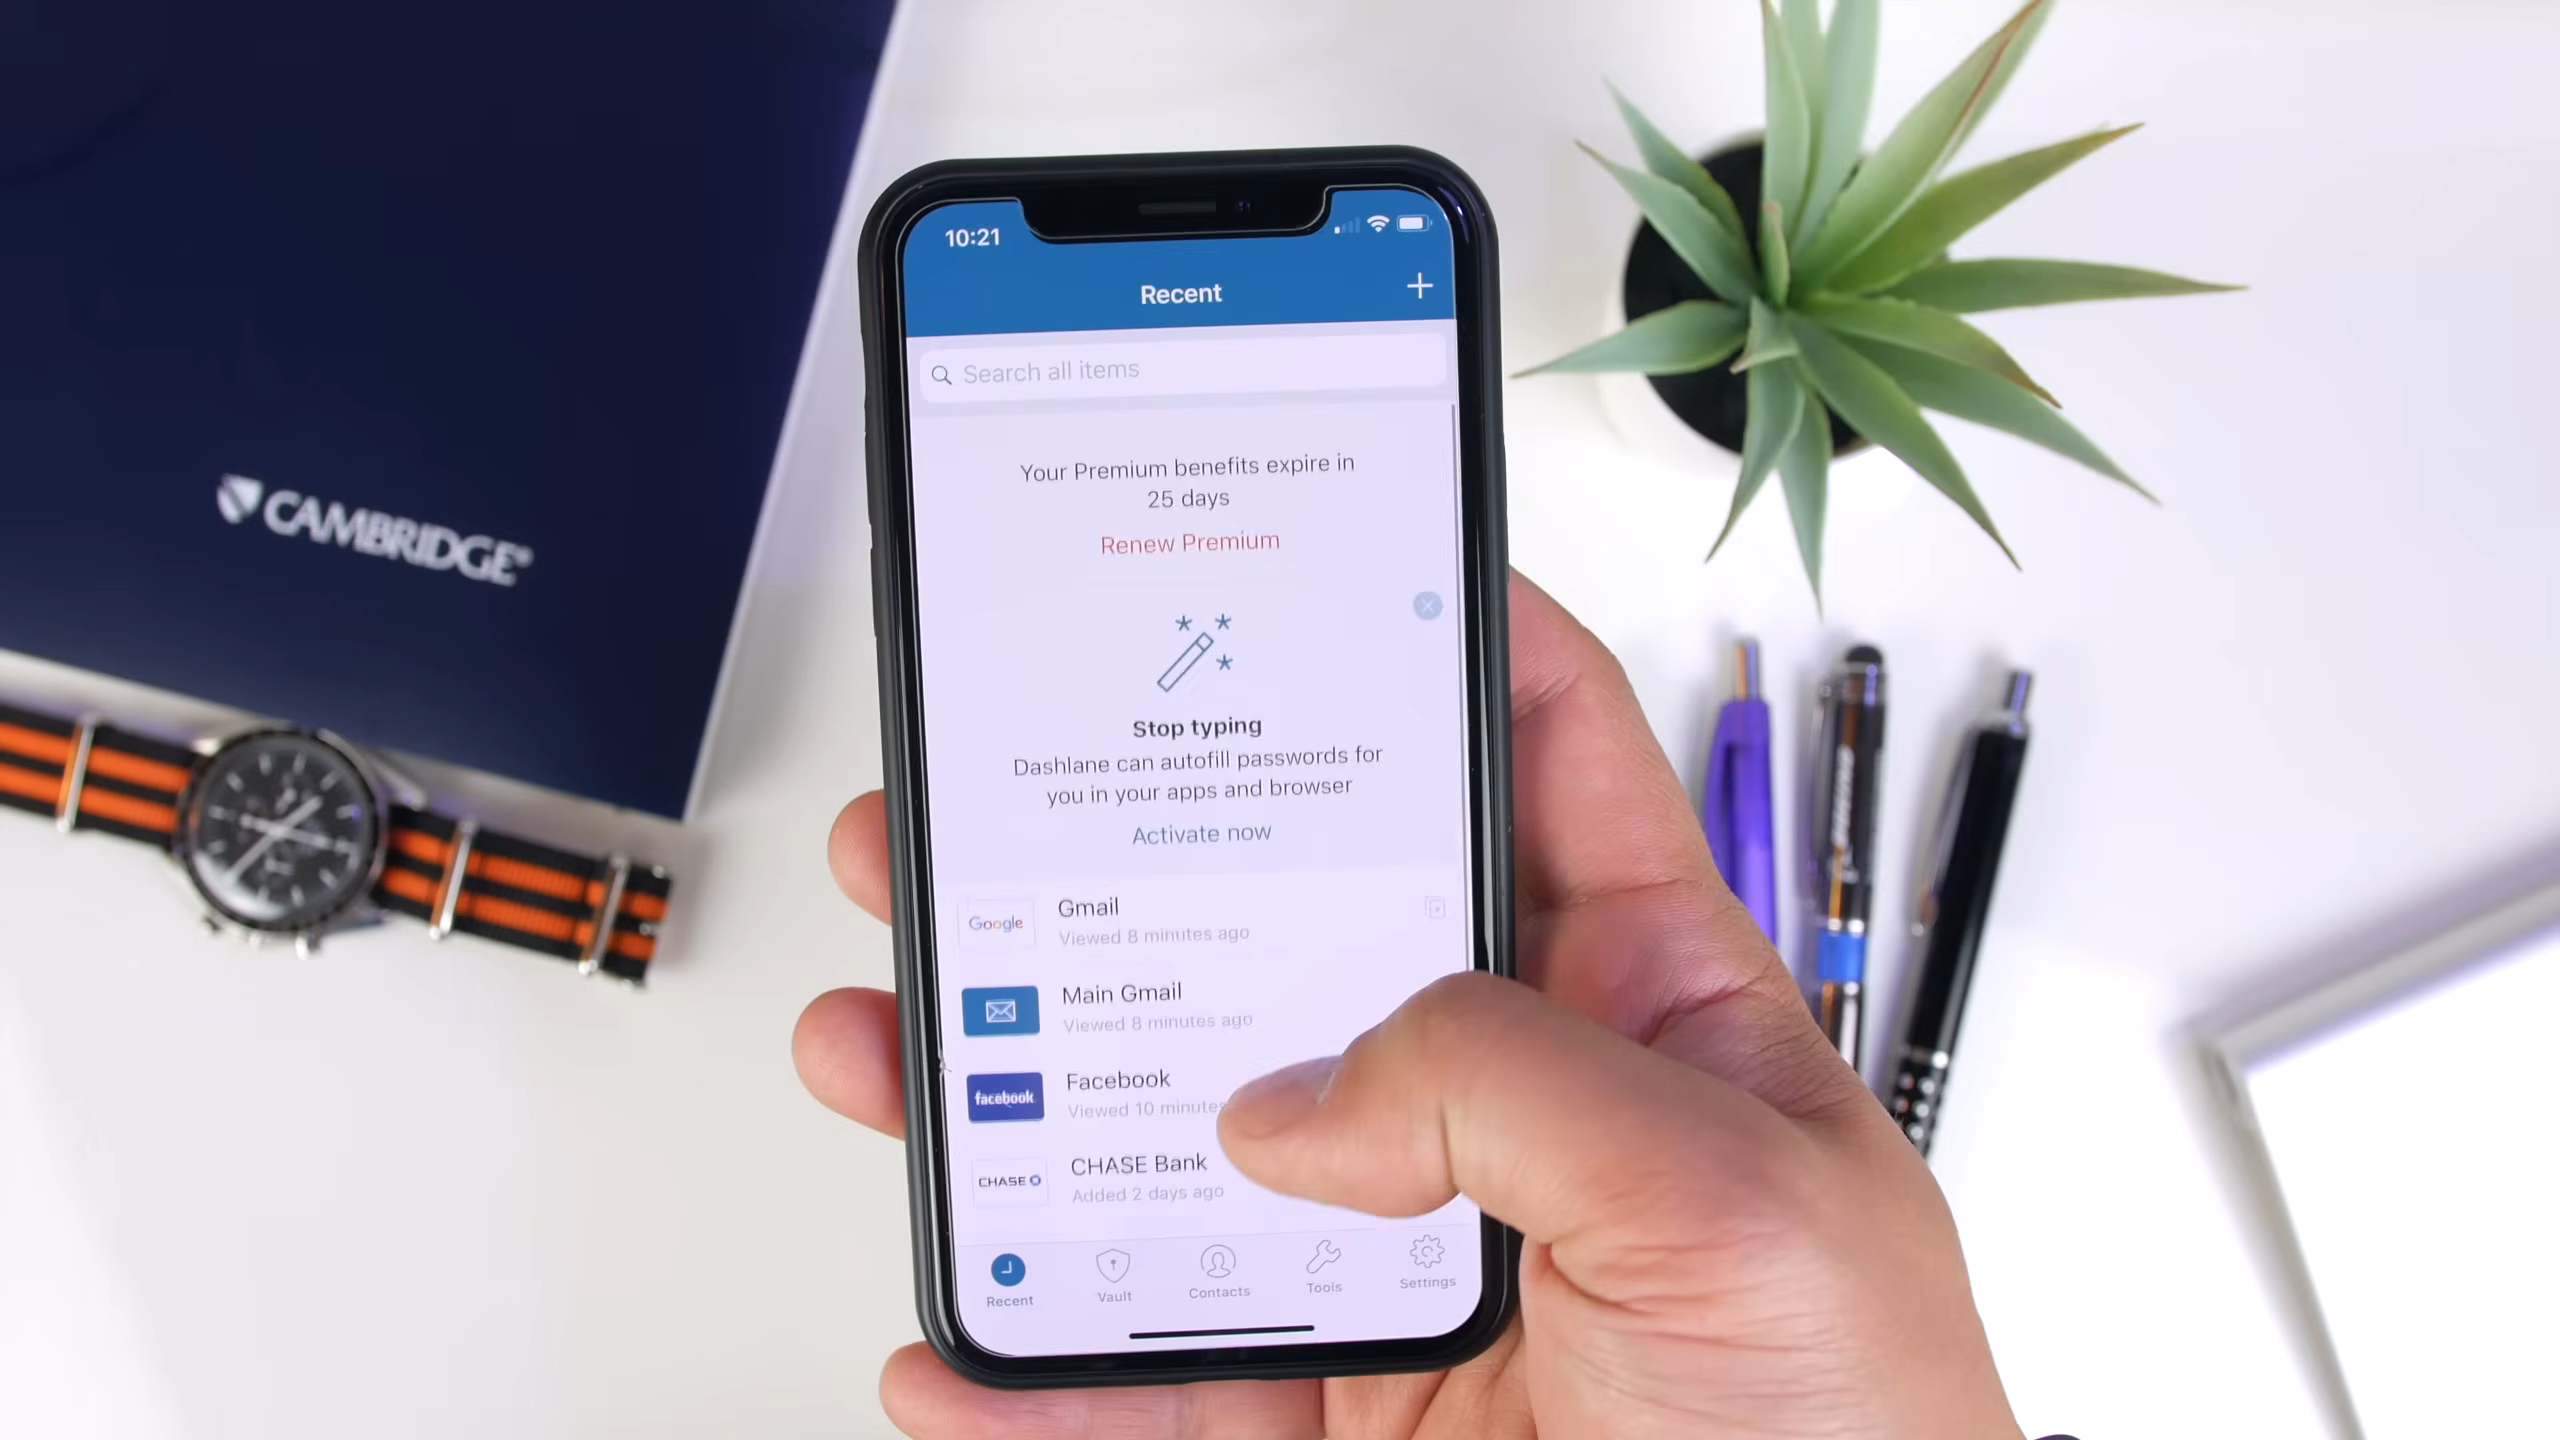 CAMBRIDGE®
10:21
Recent
Search all items
Your Premium benefits expire in
25 days
Renew Premium
Stop typing
Dashlane can autofill passwords for
you in your apps and browser
Activate now
Google
Gmail
Viewed 8 minutes ago
Main Gmail
Viewed 8 minutes ago
facebook
Facebook
Viewed 10 minutes
CHASE
CHASE Bank
Added 2 days ago
Recent
Vault
Contacts
Tools
Settings